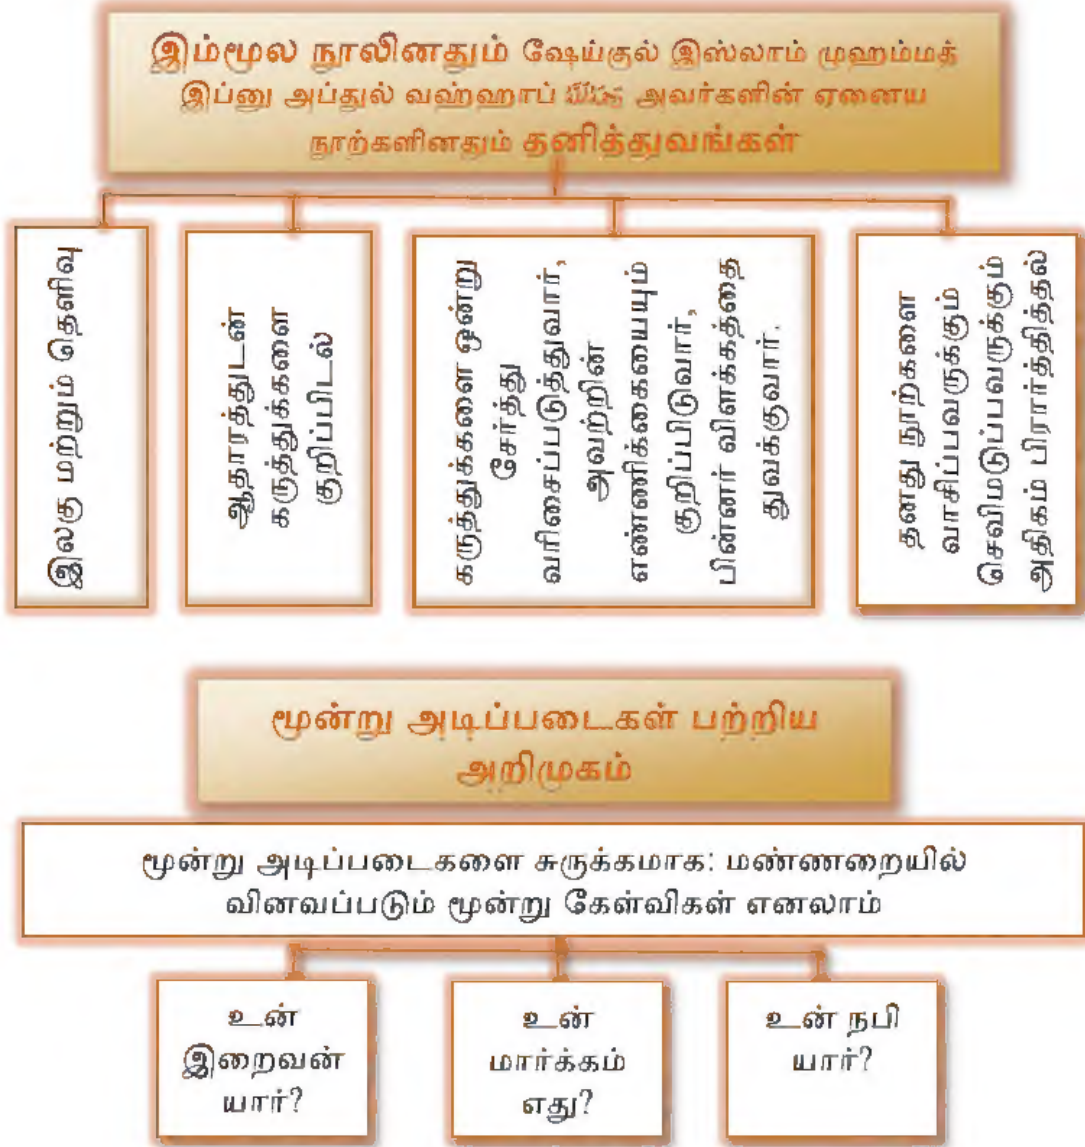 இம்மூல நூலினதும் ஷேய்குல் இஸ்லாம் முஹம்மத்
இப்னு அப்துல் வஹ்ஹாப் அவர்களின் ஏனைய
நூற்களினதும் தனித்துவங்கள்
இலகு மற்றும் தெளிவு
ஆதாரத்துடன்
கருத்துக்களை
குறிப்பிடல்
கருத்துக்களை ஒன்று
சேர்த்து
வரிசைப்படுத்துவார்,
அவற்றின்
எண்ணிக்கையையும்
குறிப்பிடுவார்,
பின்னர் விளக்கத்தை
துவக்குவார்.
தனது நூற்களை
வாசிப்பவருக்கும்
செவிமடுப்பவருக்கும்
அதிகம் பிரார்த்தித்தல்
மூன்று அடிப்படைகள் பற்றிய
அறிமுகம்
மூன்று அடிப்படைகளை சுருக்கமாக: மண்ணறையில்
வினவப்படும் மூன்று கேள்விகள் எனலாம்
உன்
இறைவன்
யார்?
உன்
மார்க்கம்
எது?
உன் நபி
யார்?